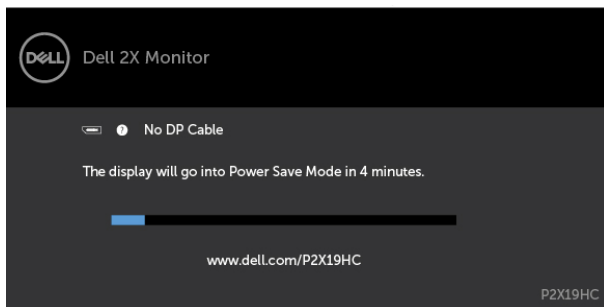 DELL
Dell 2X Monitor
? No DP Cable
The display will go into Power Save Mode in 4 minutes.
www.dell.com/P2X19HC
P2X19HC